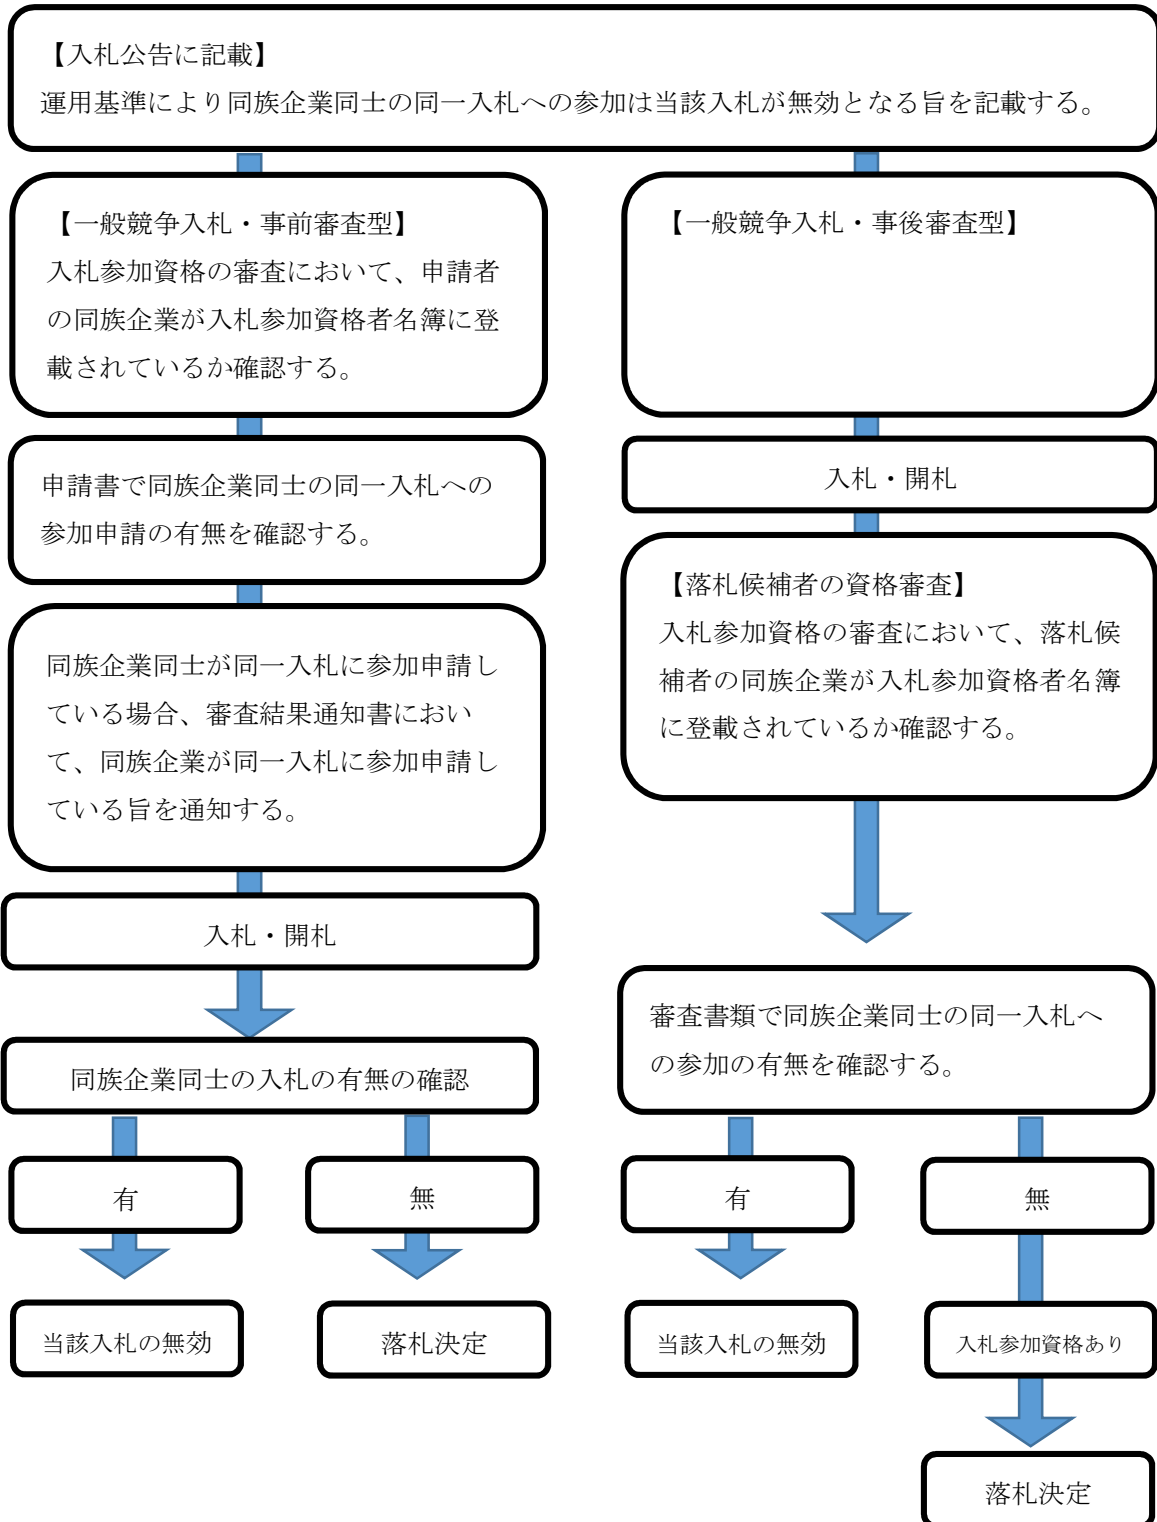 【入札公告に記載】
運用基準により同族企業同士の同一入札への参加は当該入札が無効となる旨を記載する。
【一般競争入札・事前審査型】
入札参加資格の審査において、申請者
の同族企業が入札参加資格者名簿に登
載されているか確認する。
申請書で同族企業同士の同一入札への
参加申請の有無を確認する。
同族企業同士が同一入札に参加申請し
ている場合、審査結果通知書におい
て、同族企業が同一入札に参加申請し
ている旨を通知する。
入札・開札
同族企業同士の入札の有無の確認
有
無
当該入札の無効
落札決定
【一般競争入札・事後審査型】
入札・開札
【落札候補者の資格審査】
入札参加資格の審査において、落札候
補者の同族企業が入札参加資格者名簿
に登載されているか確認する。
審査書類で同族企業同士の同一入札へ
の参加の有無を確認する。
有
無
当該入札の無効
入札参加資格あり
落札決定